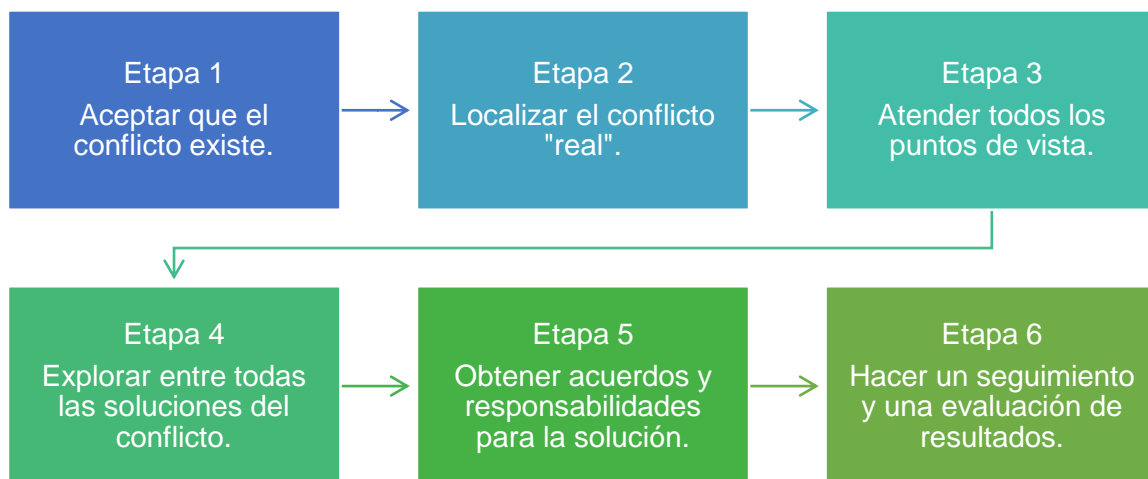 Etapa 1
Aceptar que el
conflicto existe.
Etapa 2
Localizar el conflicto
"real".
Etapa 3
Atender todos los
puntos de vista.
Etapa 4
Explorar entre todas
las soluciones del
conflicto.
Etapa 5
Obtener acuerdos y
responsabilidades
para la solución.
Etapa 6
Hacer un seguimiento
y una evaluación de
resultados.